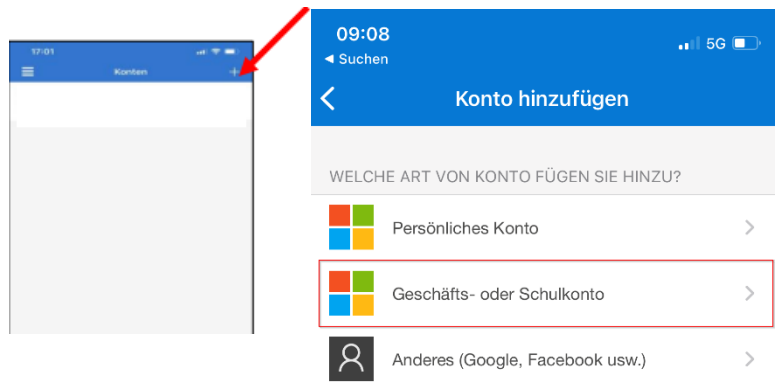 17:01
Konten
09:08
5G
◀ Suchen
Konto hinzufügen
WELCHE ART VON KONTO FÜGEN SIE HINZU?
Persönliches Konto
Geschäfts- oder Schulkonto
Anderes (Google, Facebook usw.)